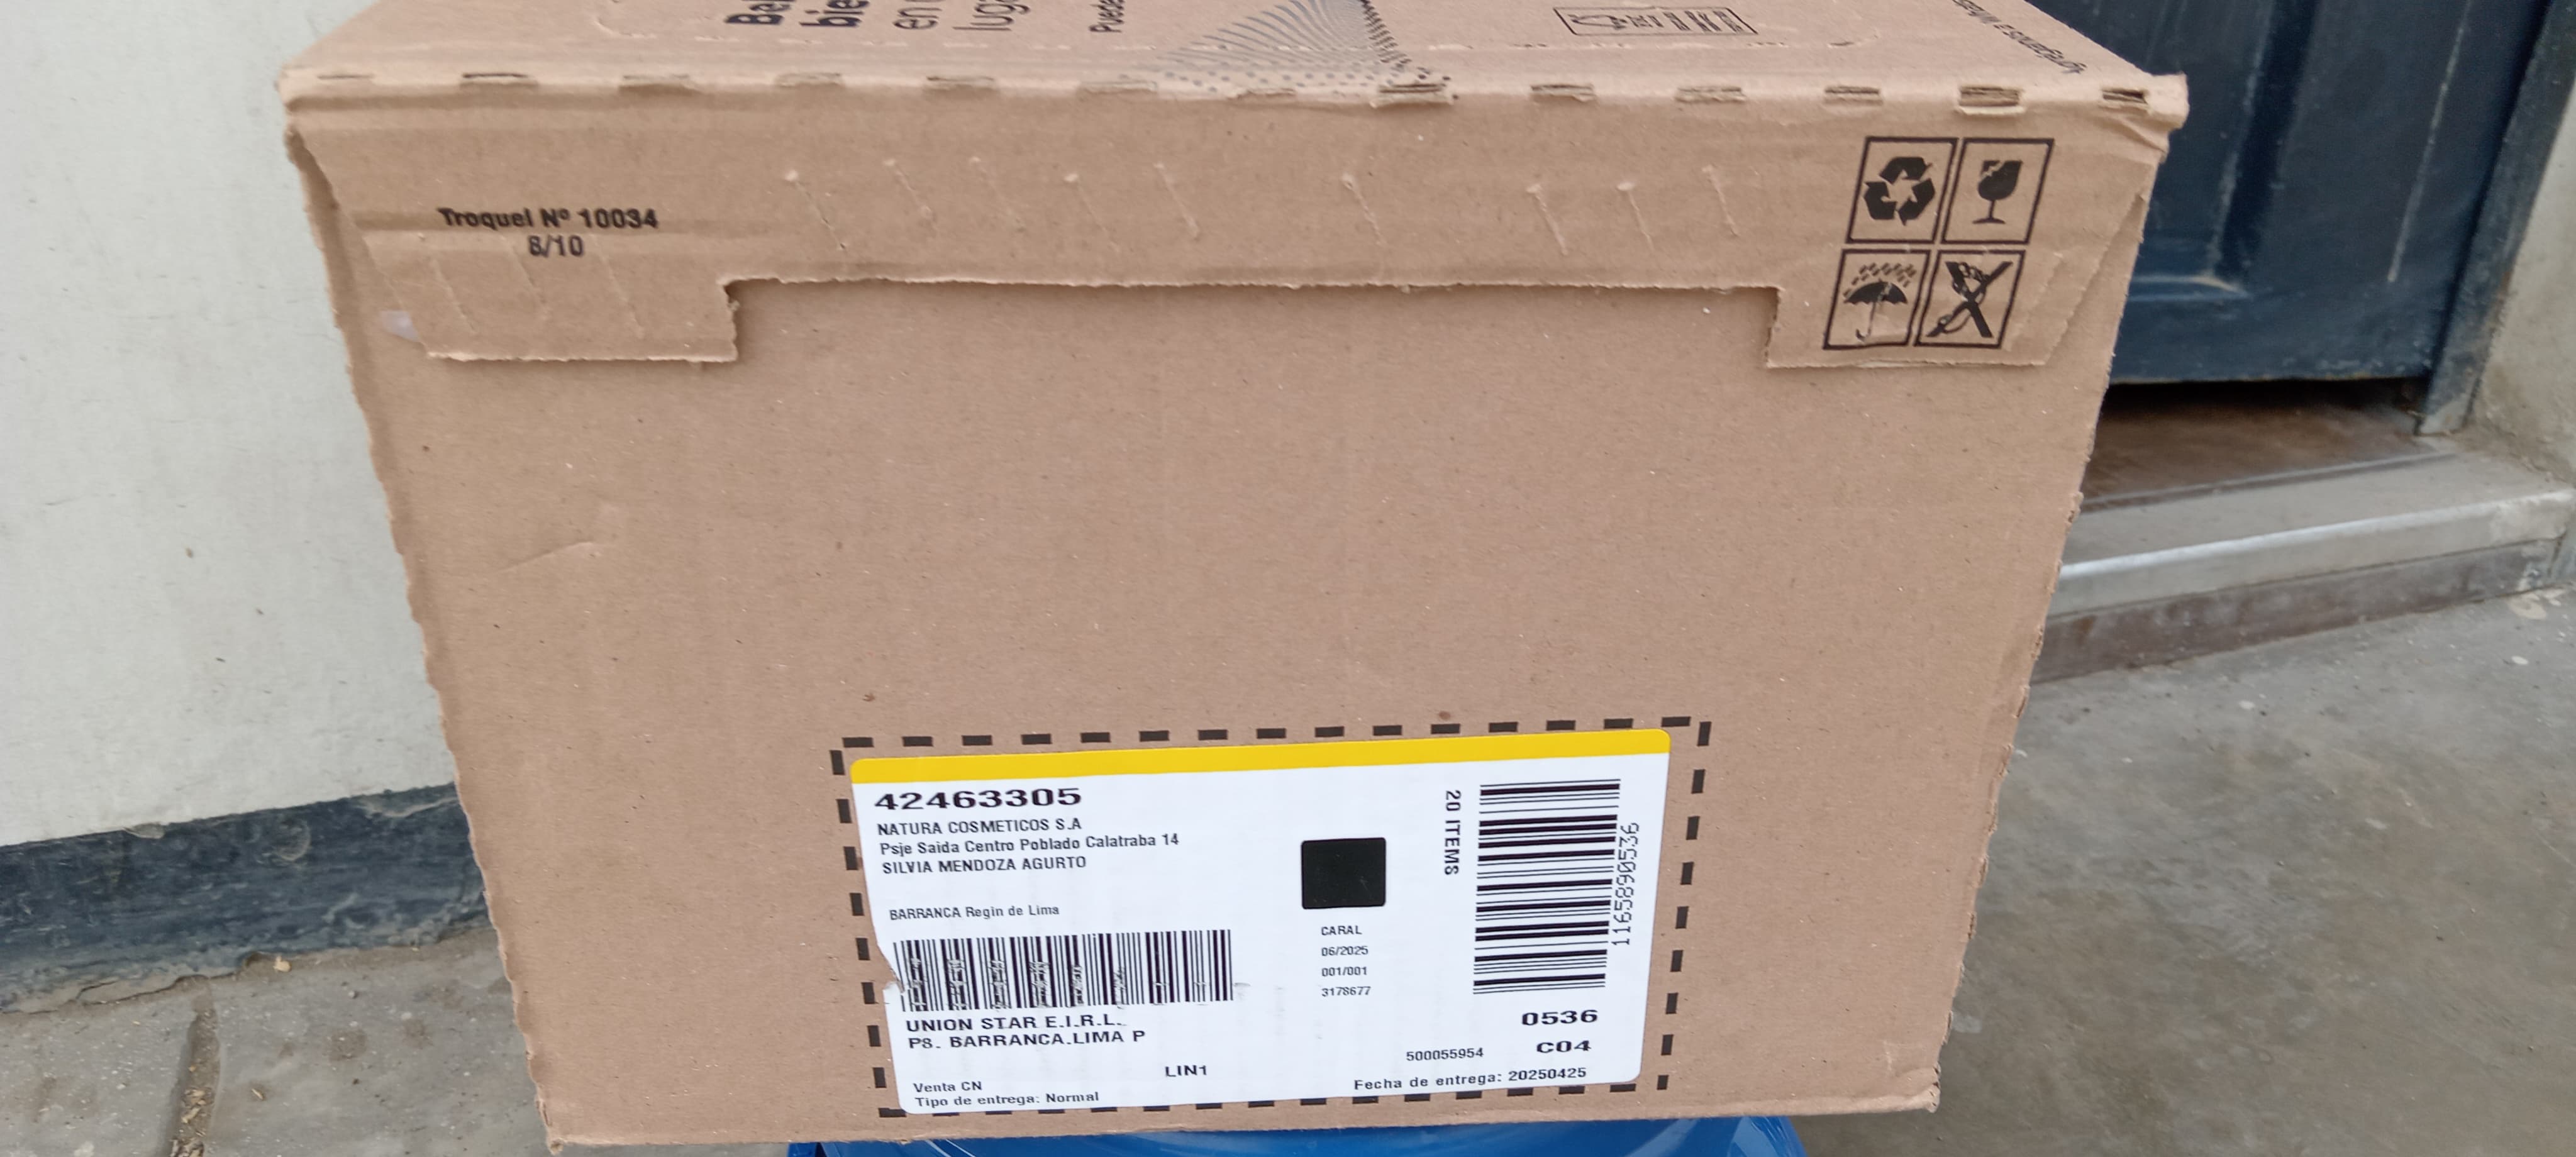 en
Troquel Nº 10034
8/10
42463305
NATURA COSMETICOS S.A
Psje Saida Centro Poblado Calatraba 14
SILVIA MENDOZA AGURTO
BARRANCA Regin de Lima
UNION STAR E.I.R.L.
P8. BARRANCA.LIMA P
LIN1
Venta CN
Tipo de entrega: Normal
CARAL
06/2025
001/001
3178677
20 ITEMS
1165890536
0536
C04
500055954
Fecha de entrega: 20250425